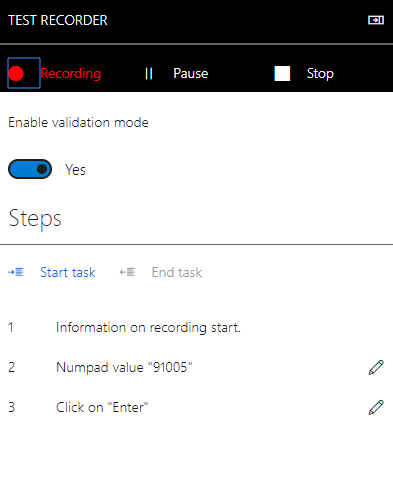 TEST RECORDER
Recording Pause Stop
Enable validation mode
Yes
Steps
Start task End task
1 Information on recording start.
2 Numpad value "91005"
3 Click on "Enter"